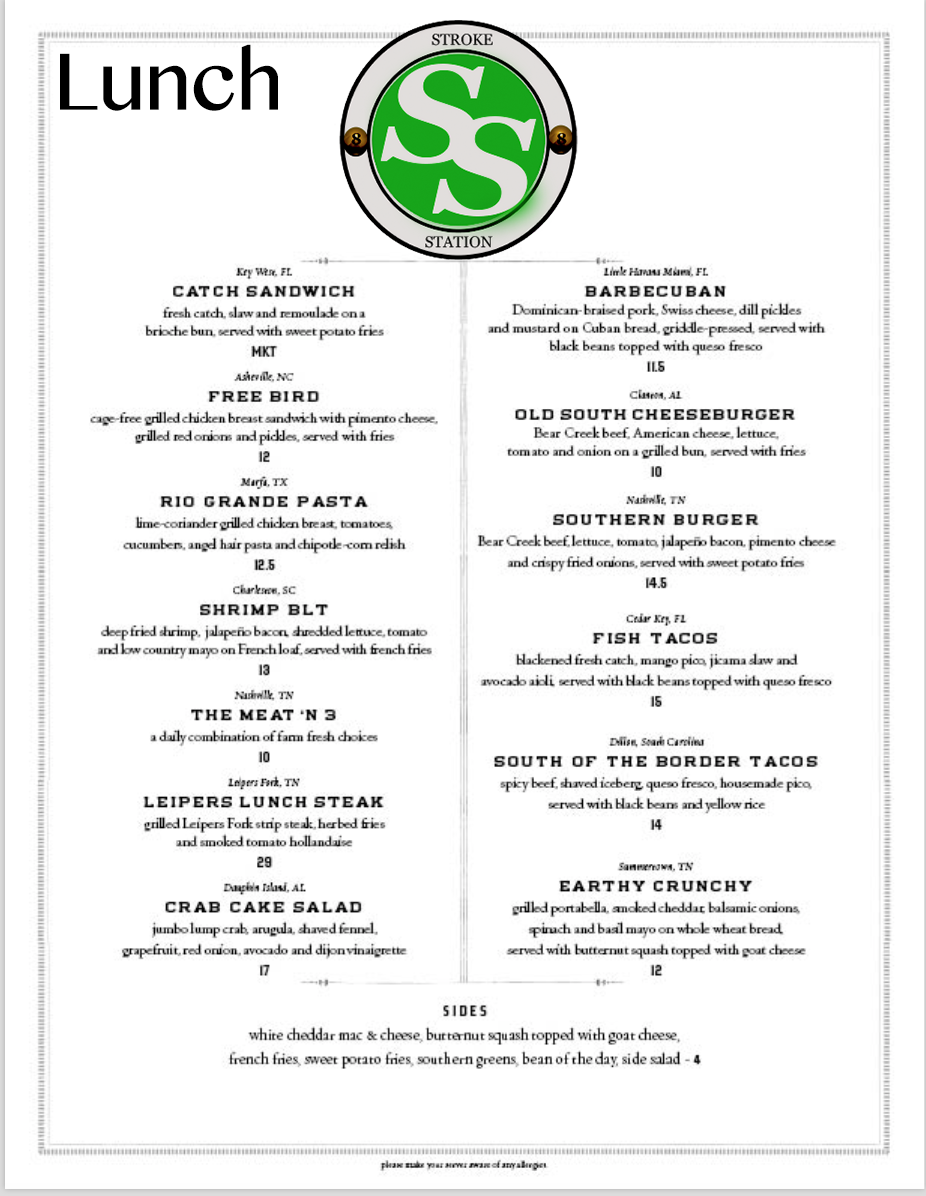 Lunch
STROKE
8
SS
8
STATION
Key West, FL
CATCH SANDWICH
fresh catch, slaw and remoulade on a
brioche bun, served with sweet potato fries
MKT
Asheville, NC
FREE BIRD
cage-free grilled chicken breast sandwich with pimento cheese,
grilled red onions and pickles, served with fries
12
Marfa, TX
RIO GRANDE PASTA
lime-coriander grilled chicken breast, tomatoes,
cucumbers, angel hair pasta and chipotle-corn relish
12.5
Charleston, SC
SHRIMP BLT
deep fried shrimp, jalapeño bacon, shredded lettuce, tomato
and low country mayo on French loaf, served with french fries
13
Nashville, TN
THE MEAT 'N 3
a daily combination of farm fresh choices
10
Leipers Fork, TN
LEIPERS LUNCH STEAK
grilled Leipers Fork strip steak, herbed fries
and smoked tomato hollandaise
29
Dauphin Island, AL
CRAB CAKE SALAD
jumbo lump crab, arugula, shaved fennel,
grapefruit, red onion, avocado and dijon vinaigrette
17
Little Havana Miami, FL
BARBECUBAN
Dominican-braised pork, Swiss cheese, dill pickles
and mustard on Cuban bread, griddle-pressed, served with
black beans topped with queso fresco
11.5
Clanton, AL
OLD SOUTH CHEESEBURGER
Bear Creek beef, American cheese, lettuce,
tomato and onion on a grilled bun, served with fries
10
Nashville, TN
SOUTHERN BURGER
Bear Creek beef, lettuce, tomato, jalapeño bacon, pimento cheese
and crispy fried onions, served with sweet potato fries
14.5
Cedar Key, FL
FISH TACOS
blackened fresh catch, mango pico, jicama slaw and
avocado aioli, served with black beans topped with queso fresco
15
Dillon, South Carolina
SOUTH OF THE BORDER TACOS
spicy beef, shaved iceberg, queso fresco, housemade pico,
served with black beans and yellow rice
14
Summertown, TN
EARTHY CRUNCHY
grilled portabella, smoked cheddar, balsamic onions,
spinach and basil mayo on whole wheat bread,
served with butternut squash topped with goat cheese
12
SIDES
white cheddar mac & cheese, butternut squash topped with goat cheese,
french fries, sweet potato fries, southern greens, bean of the day, side salad - 4
please make your server aware of any allergies